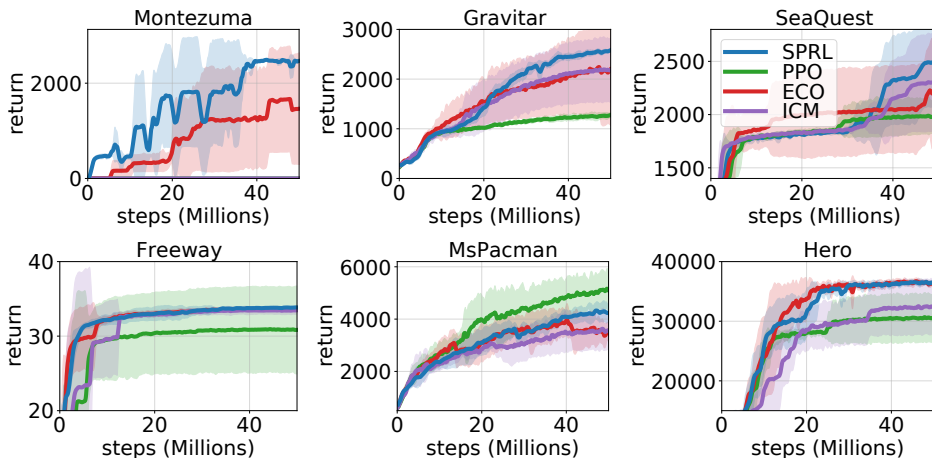 Montezuma
Gravitar
SeaQuest
return
2000
0
0
20
40
steps (Millions)
return
3000
2000
1000
0
0
20
40
steps (Millions)
return
2500
2000
1500
0
20
40
steps (Millions)
SPRL
PPO
ECO
ICM
Freeway
MsPacman
Hero
return
40
30
20
0
20
40
steps (Millions)
return
6000
4000
2000
0
20
40
steps (Millions)
return
40000
30000
20000
0
20
40
steps (Millions)